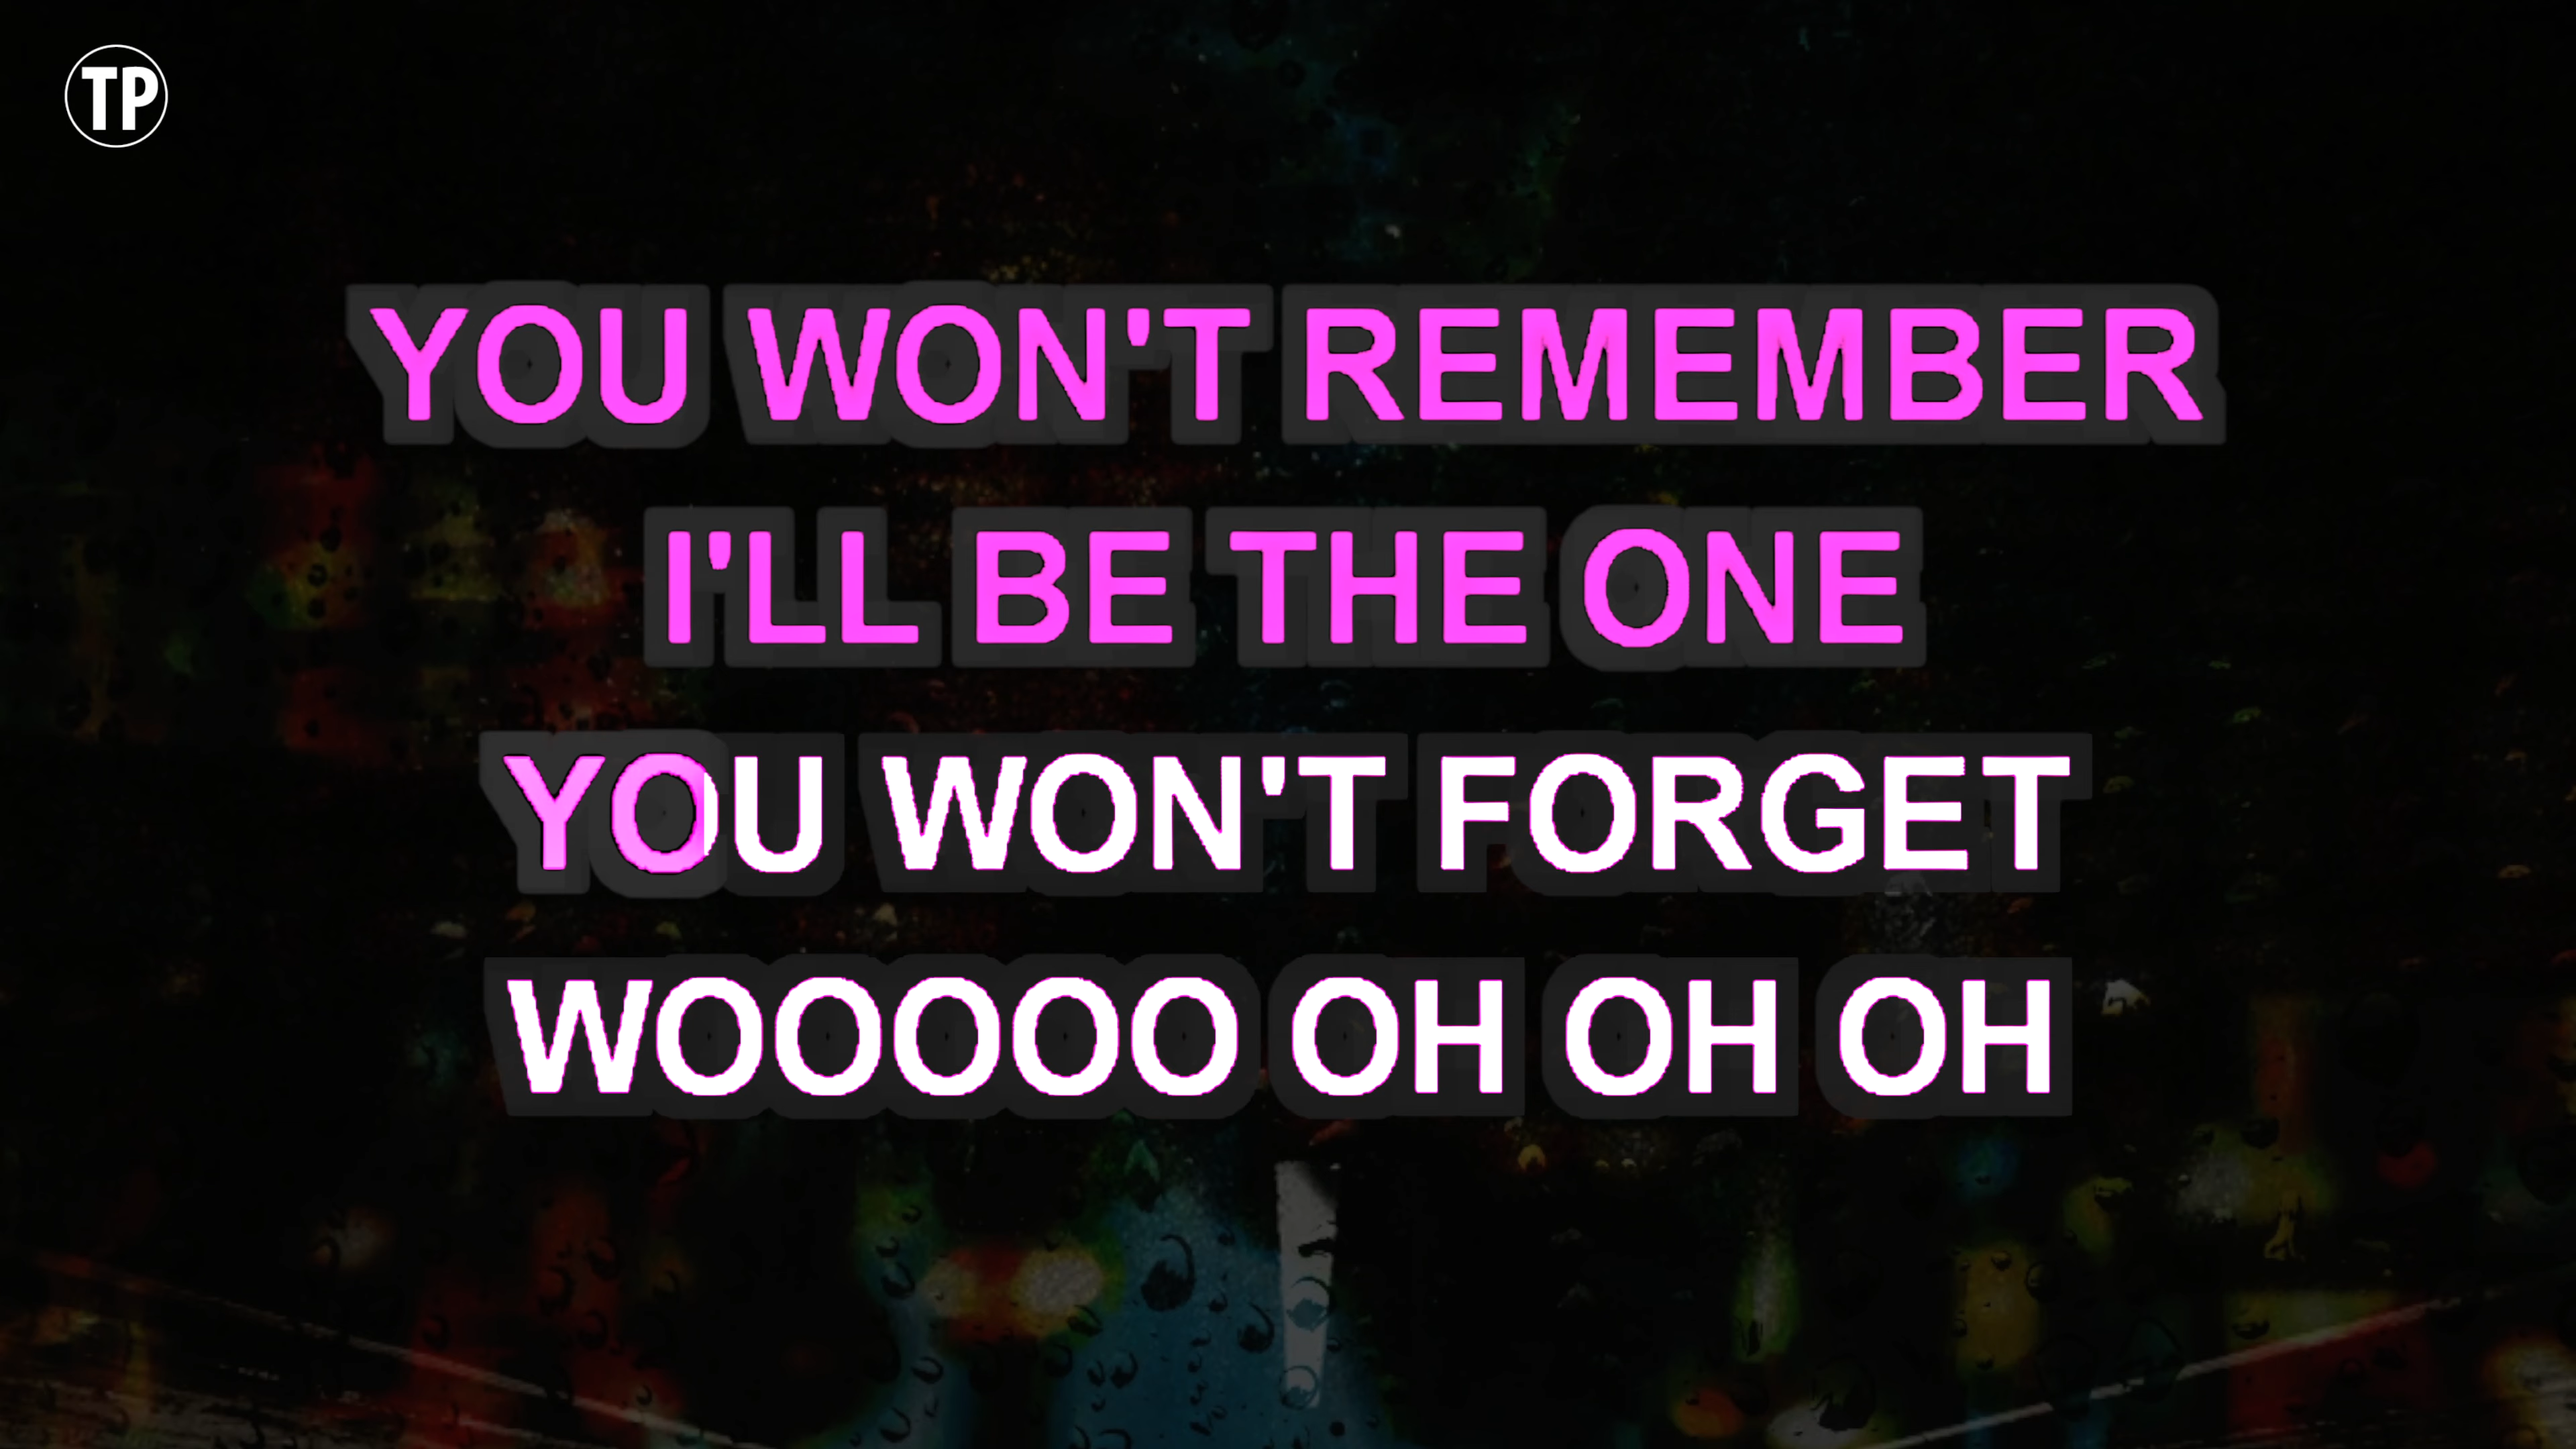 TP
YOU WON'T REMEMBER
I'LL BE THE ONE
YOU WON'T FORGET
WOOOOO OH OH OH